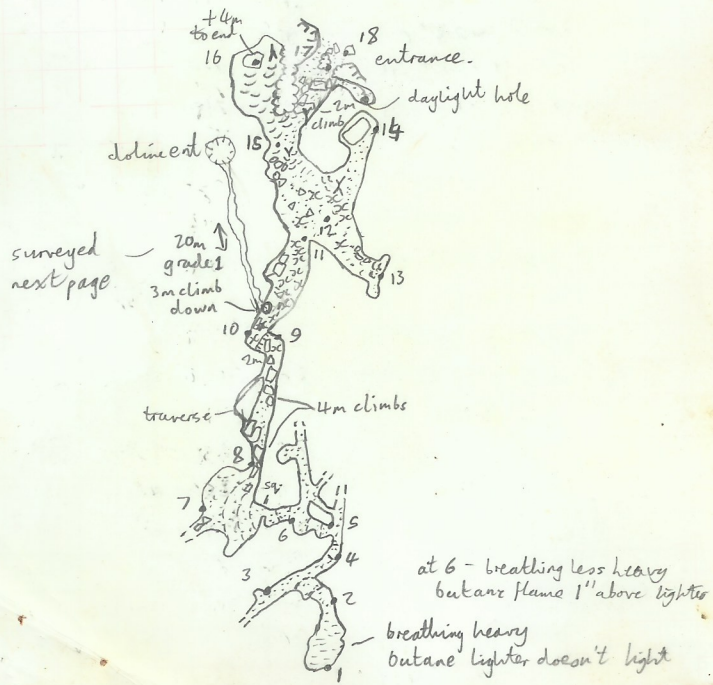 +4m
to end
16
17
18
entrance.
2m
climb
daylight hole
14
15
doline ent
12
surveyed
next page
20m
grade 1
3m climb
down
11
13
10
9
2m
traverse
4m climbs
8
sq.
7
6
5
4
3
2
at 6 - breathing less heavy
butane flame 1" above lighter
breathing heavy
butane lighter doesn't light
1